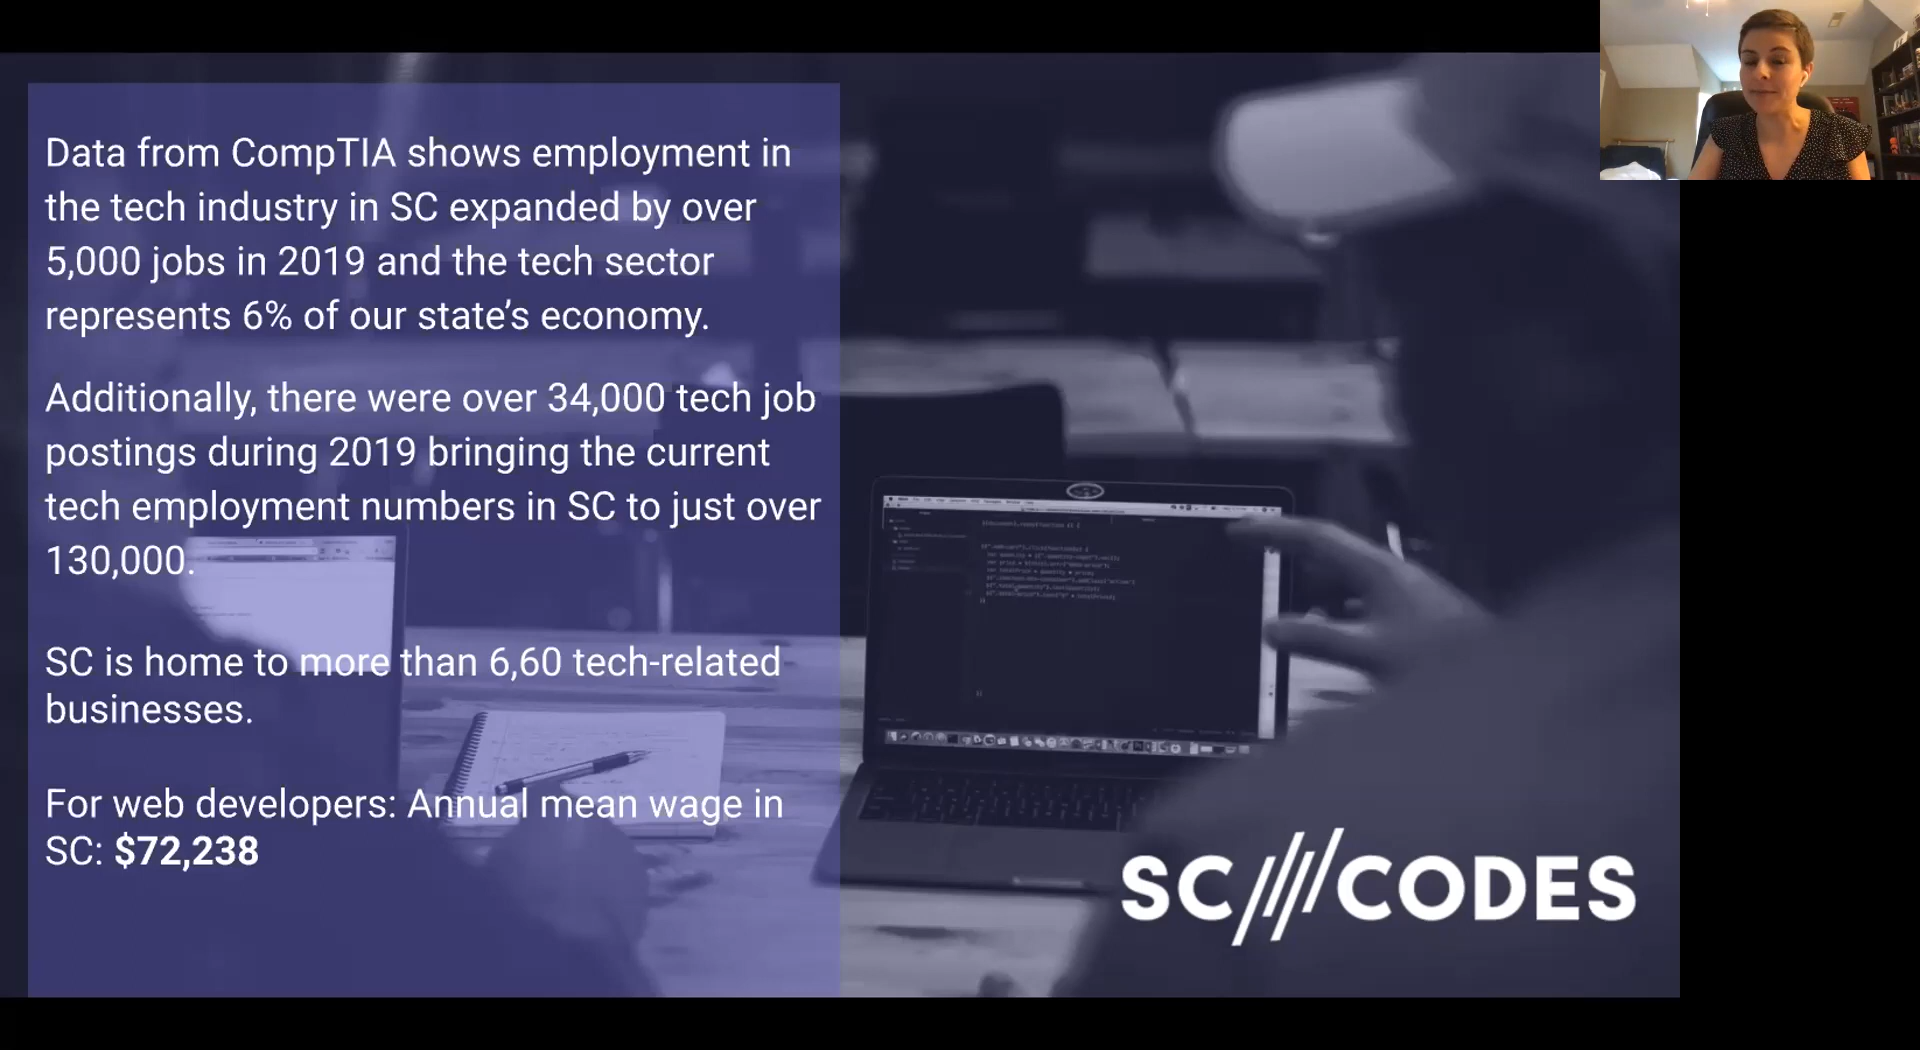 Data from CompTIA shows employment in
the tech industry in SC expanded by over
5,000 jobs in 2019 and the tech sector
represents 6% of our state’s economy.
Additionally, there were over 34,000 tech job
postings during 2019 bringing the current
tech employment numbers in SC to just over
130,000.
SC is home to more than 6,60 tech-related
businesses.
For web developers: Annual mean wage in
SC: $72,238
SC////CODES